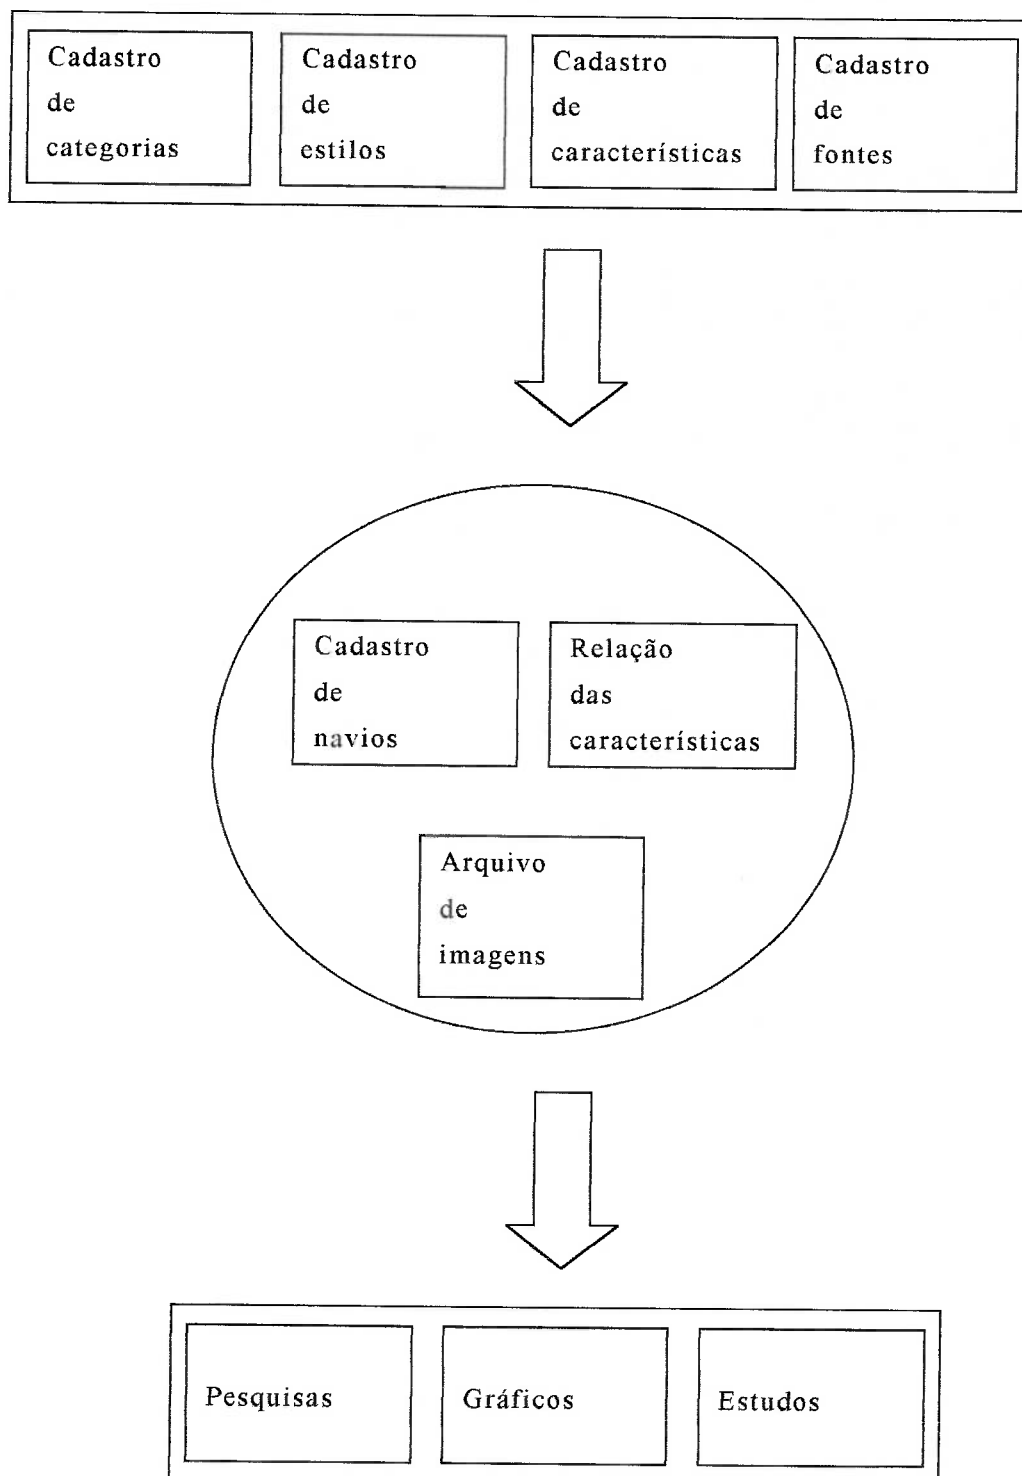 Cadastro
de
categorias
Cadastro
de
estilos
Cadastro
de
características
Cadastro
de
fontes
Cadastro
de
navios
Relação
das
características
Arquivo
de
imagens
Pesquisas
Gráficos
Estudos